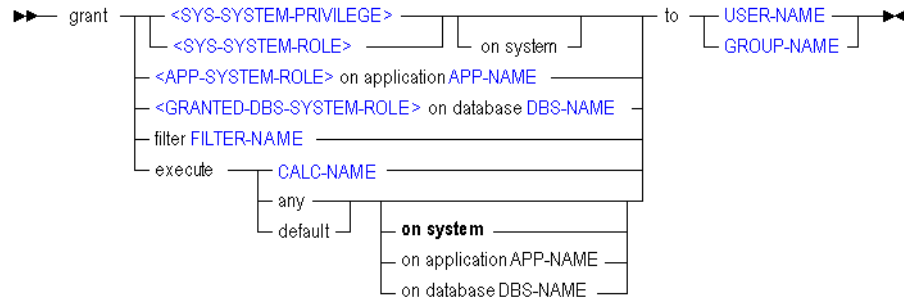 grant <SYS-SYSTEM-PRIVILEGE> to USER-NAME
<SYS-SYSTEM-ROLE> on system GROUP-NAME
<APP-SYSTEM-ROLE> on application APP-NAME
<GRANTED-DBS-SYSTEM-ROLE> on database DBS-NAME
filter FILTER-NAME
execute CALC-NAME
any
default on system
on application APP-NAME
on database DBS-NAME